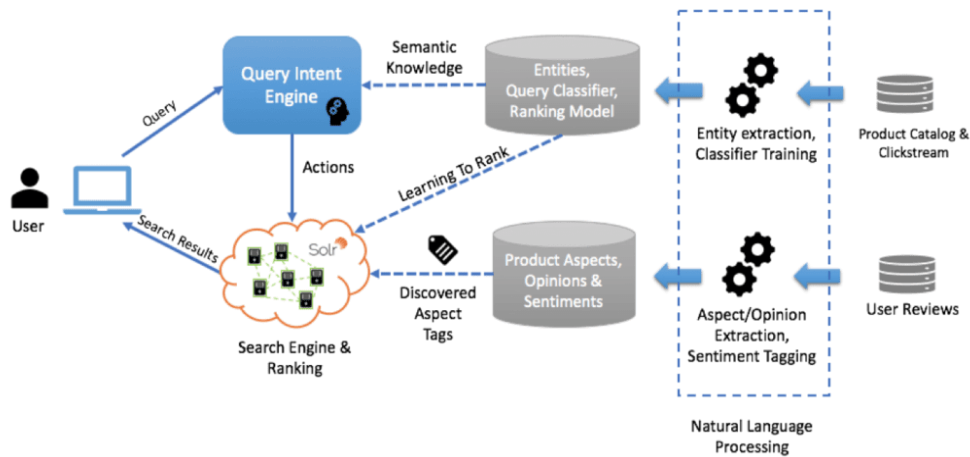 Query Intent
Engine
Semantic
Knowledge
Entities,
Query Classifier,
Ranking Model
Entity extraction,
Classifier Training
Product Catalog &
Clickstream
Query
Actions
Learning To Rank
User
Search Results
Solr
Search Engine &
Ranking
Discovered
Aspect
Tags
Product Aspects,
Opinions &
Sentiments
Aspect/Opinion
Extraction,
Sentiment Tagging
User Reviews
Natural Language
Processing